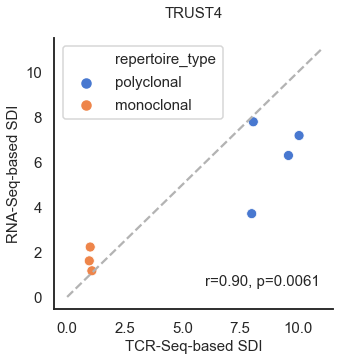 TRUST4
repertoire_type
polyclonal
monoclonal
RNA-Seq-based SDI
10
8
6
4
2
0
r=0.90, p=0.0061
0.0 2.5 5.0 7.5 10.0
TCR-Seq-based SDI